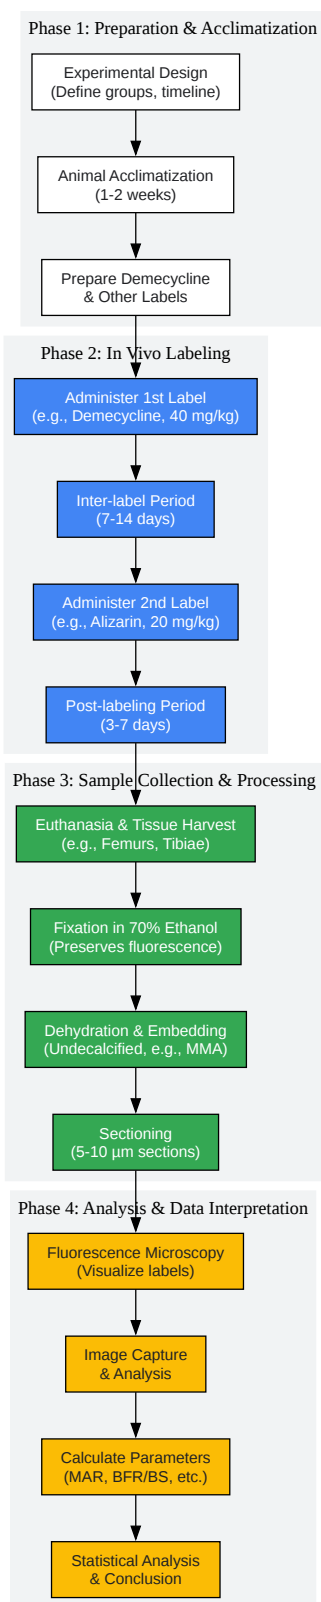 Phase 1: Preparation & Acclimatization
Experimental Design
(Define groups, timeline)
Animal Acclimatization
(1-2 weeks)
Prepare Demecycline
& Other Labels
Phase 2: In Vivo Labeling
Administer 1st Label
(e.g., Demecycline, 40 mg/kg)
Inter-label Period
(7-14 days)
Administer 2nd Label
(e.g., Alizarin, 20 mg/kg)
Post-labeling Period
(3-7 days)
Phase 3: Sample Collection & Processing
Euthanasia & Tissue Harvest
(e.g., Femurs, Tibiae)
Fixation in 70% Ethanol
(Preserves fluorescence)
Dehydration & Embedding
(Undecalcified, e.g., MMA)
Sectioning
(5-10 µm sections)
Phase 4: Analysis & Data Interpretation
Fluorescence Microscopy
(Visualize labels)
Image Capture
& Analysis
Calculate Parameters
(MAR, BFR/BS, etc.)
Statistical Analysis
& Conclusion